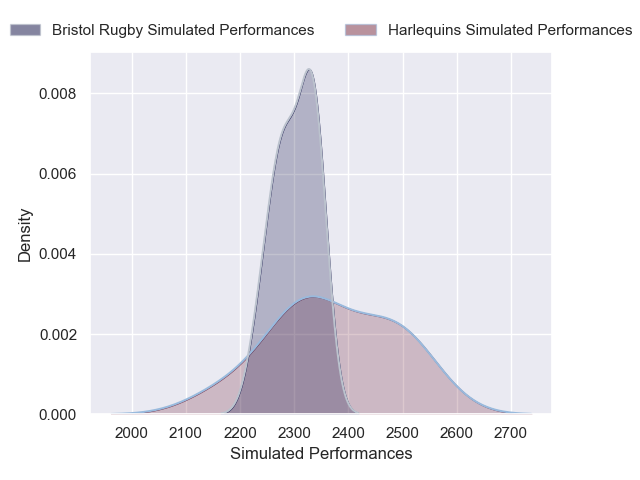 Bristol Rugby Simulated Performances Harlequins Simulated Performances
0.008
0.006
0.004
0.002
0.000
Density
2000 2100 2200 2300 2400 2500 2600 2700
Simulated Performances